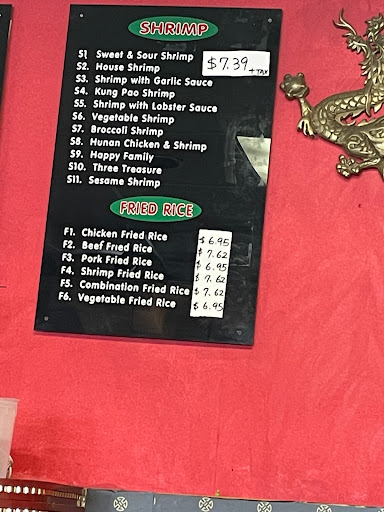 SHRIMP
S1. Sweet & Sour Shrimp $7.39 + TAX
S2. House Shrimp
S3. Shrimp with Garlic Sauce
S4. Kung Pao Shrimp
S5. Shrimp with Lobster Sauce
S6. Vegetable Shrimp
S7. Broccoli Shrimp
S8. Hunan Chicken & Shrimp
S9. Happy Family
S10. Three Treasure
S11. Sesame Shrimp
FRIED RICE
F1. Chicken Fried Rice $6.95
F2. Beef Fried Rice $7.62
F3. Pork Fried Rice $6.95
F4. Shrimp Fried Rice $7.62
F5. Combination Fried Rice $7.62
F6. Vegetable Fried Rice $6.95